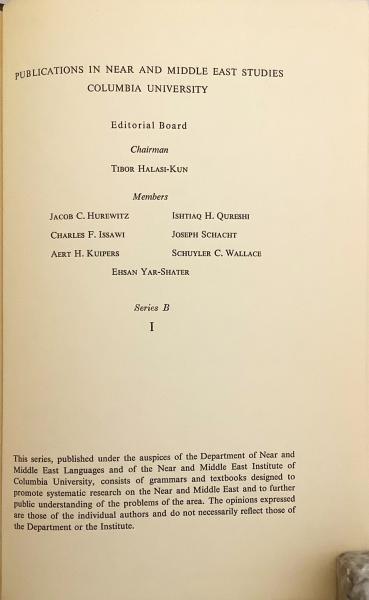 PUBLICATIONS IN NEAR AND MIDDLE EAST STUDIES
COLUMBIA UNIVERSITY
Editorial Board
Chairman
TIBOR HALASI-KUN
Members
JACOB C. HUREWITZ ISHTIAQ H. QURESHI
CHARLES F. ISSAWI JOSEPH SCHACHT
AERT H. KUIPERS SCHUYLER C. WALLACE
EHSAN YAR-SHATER
Series B
I
This series, published under the auspices of the Department of Near and
Middle East Languages and of the Near and Middle East Institute of
Columbia University, consists of grammars and textbooks designed to
promote systematic research on the Near and Middle East and to further
public understanding of the problems of the area. The opinions expressed
are those of the individual authors and do not necessarily reflect those of
the Department or the Institute.